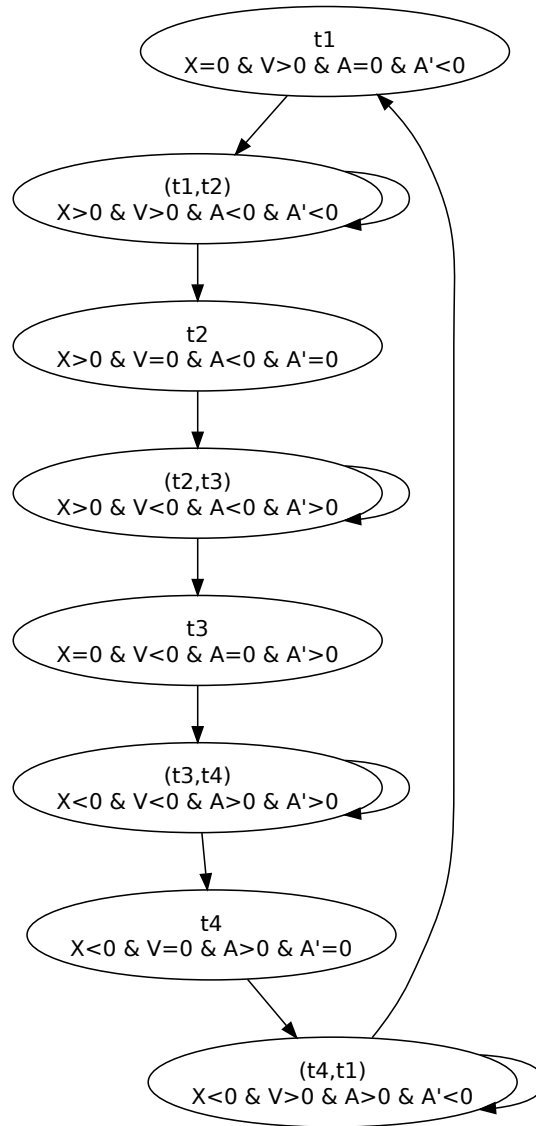 t1
X=0 & V>0 & A=0 & A'<0
(t1,t2)
X>0 & V>0 & A<0 & A'<0
t2
X>0 & V=0 & A<0 & A'=0
(t2,t3)
X>0 & V<0 & A<0 & A'>0
t3
X=0 & V<0 & A=0 & A'>0
(t3,t4)
X<0 & V<0 & A>0 & A'>0
t4
X<0 & V=0 & A>0 & A'=0
(t4,t1)
X<0 & V>0 & A>0 & A'<0